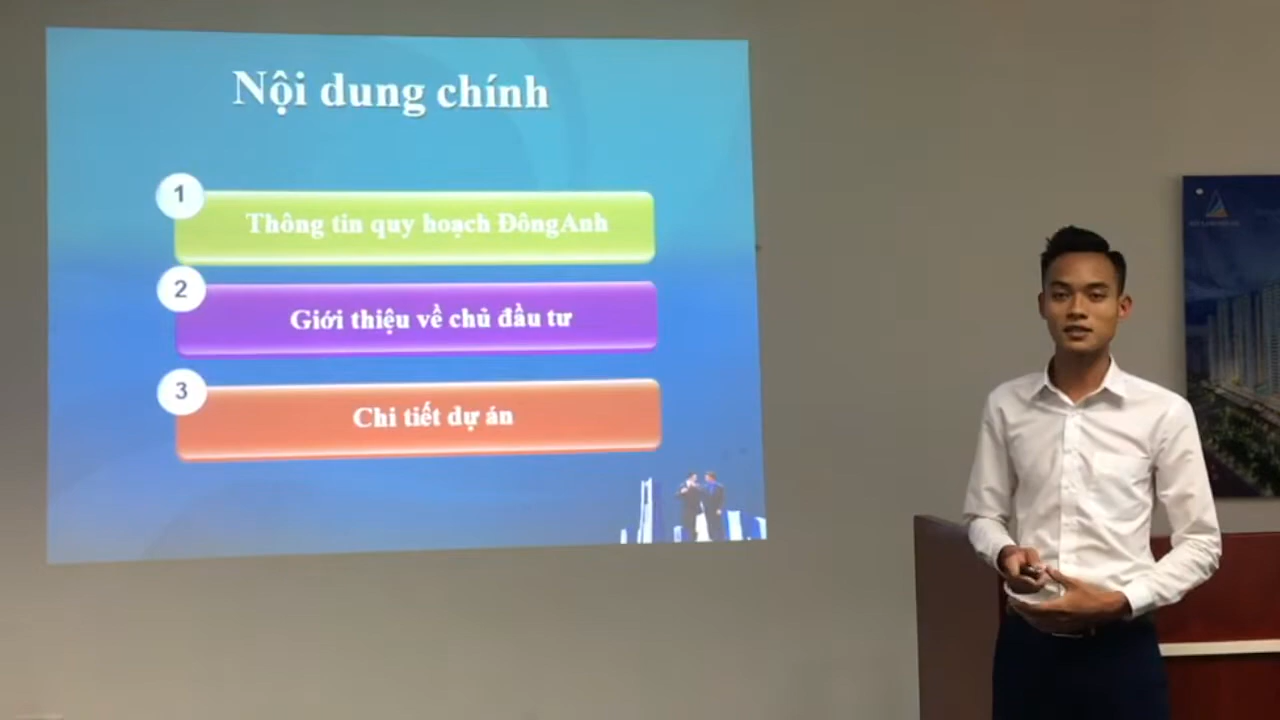 Nội dung chính
1
Thông tin quy hoạch ĐôngAnh
2
Giới thiệu về chủ đầu tư
3
Chi tiết dự án